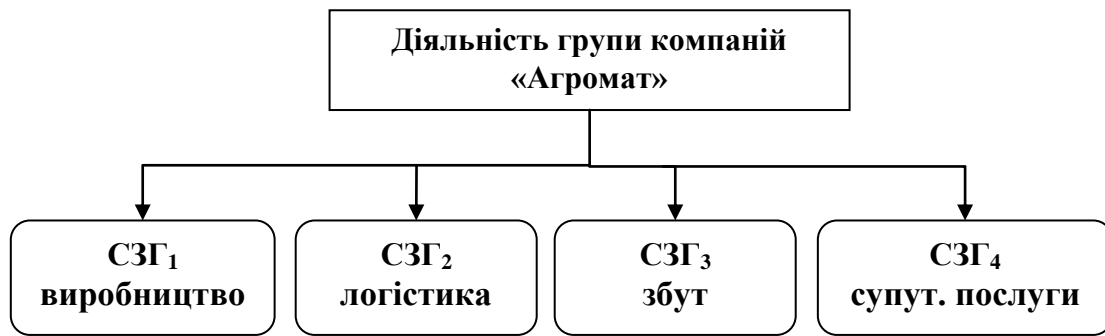 Діяльність групи компаній
«Агромат»
СЗГ₁
виробництво
СЗГ₂
логістика
СЗГ₃
збут
СЗГ₄
супут. послуги